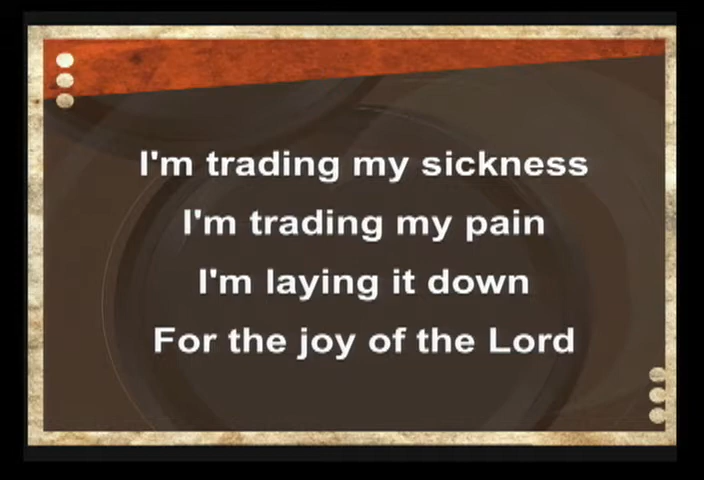 I'm trading my sickness
I'm trading my pain
I'm laying it down
For the joy of the Lord